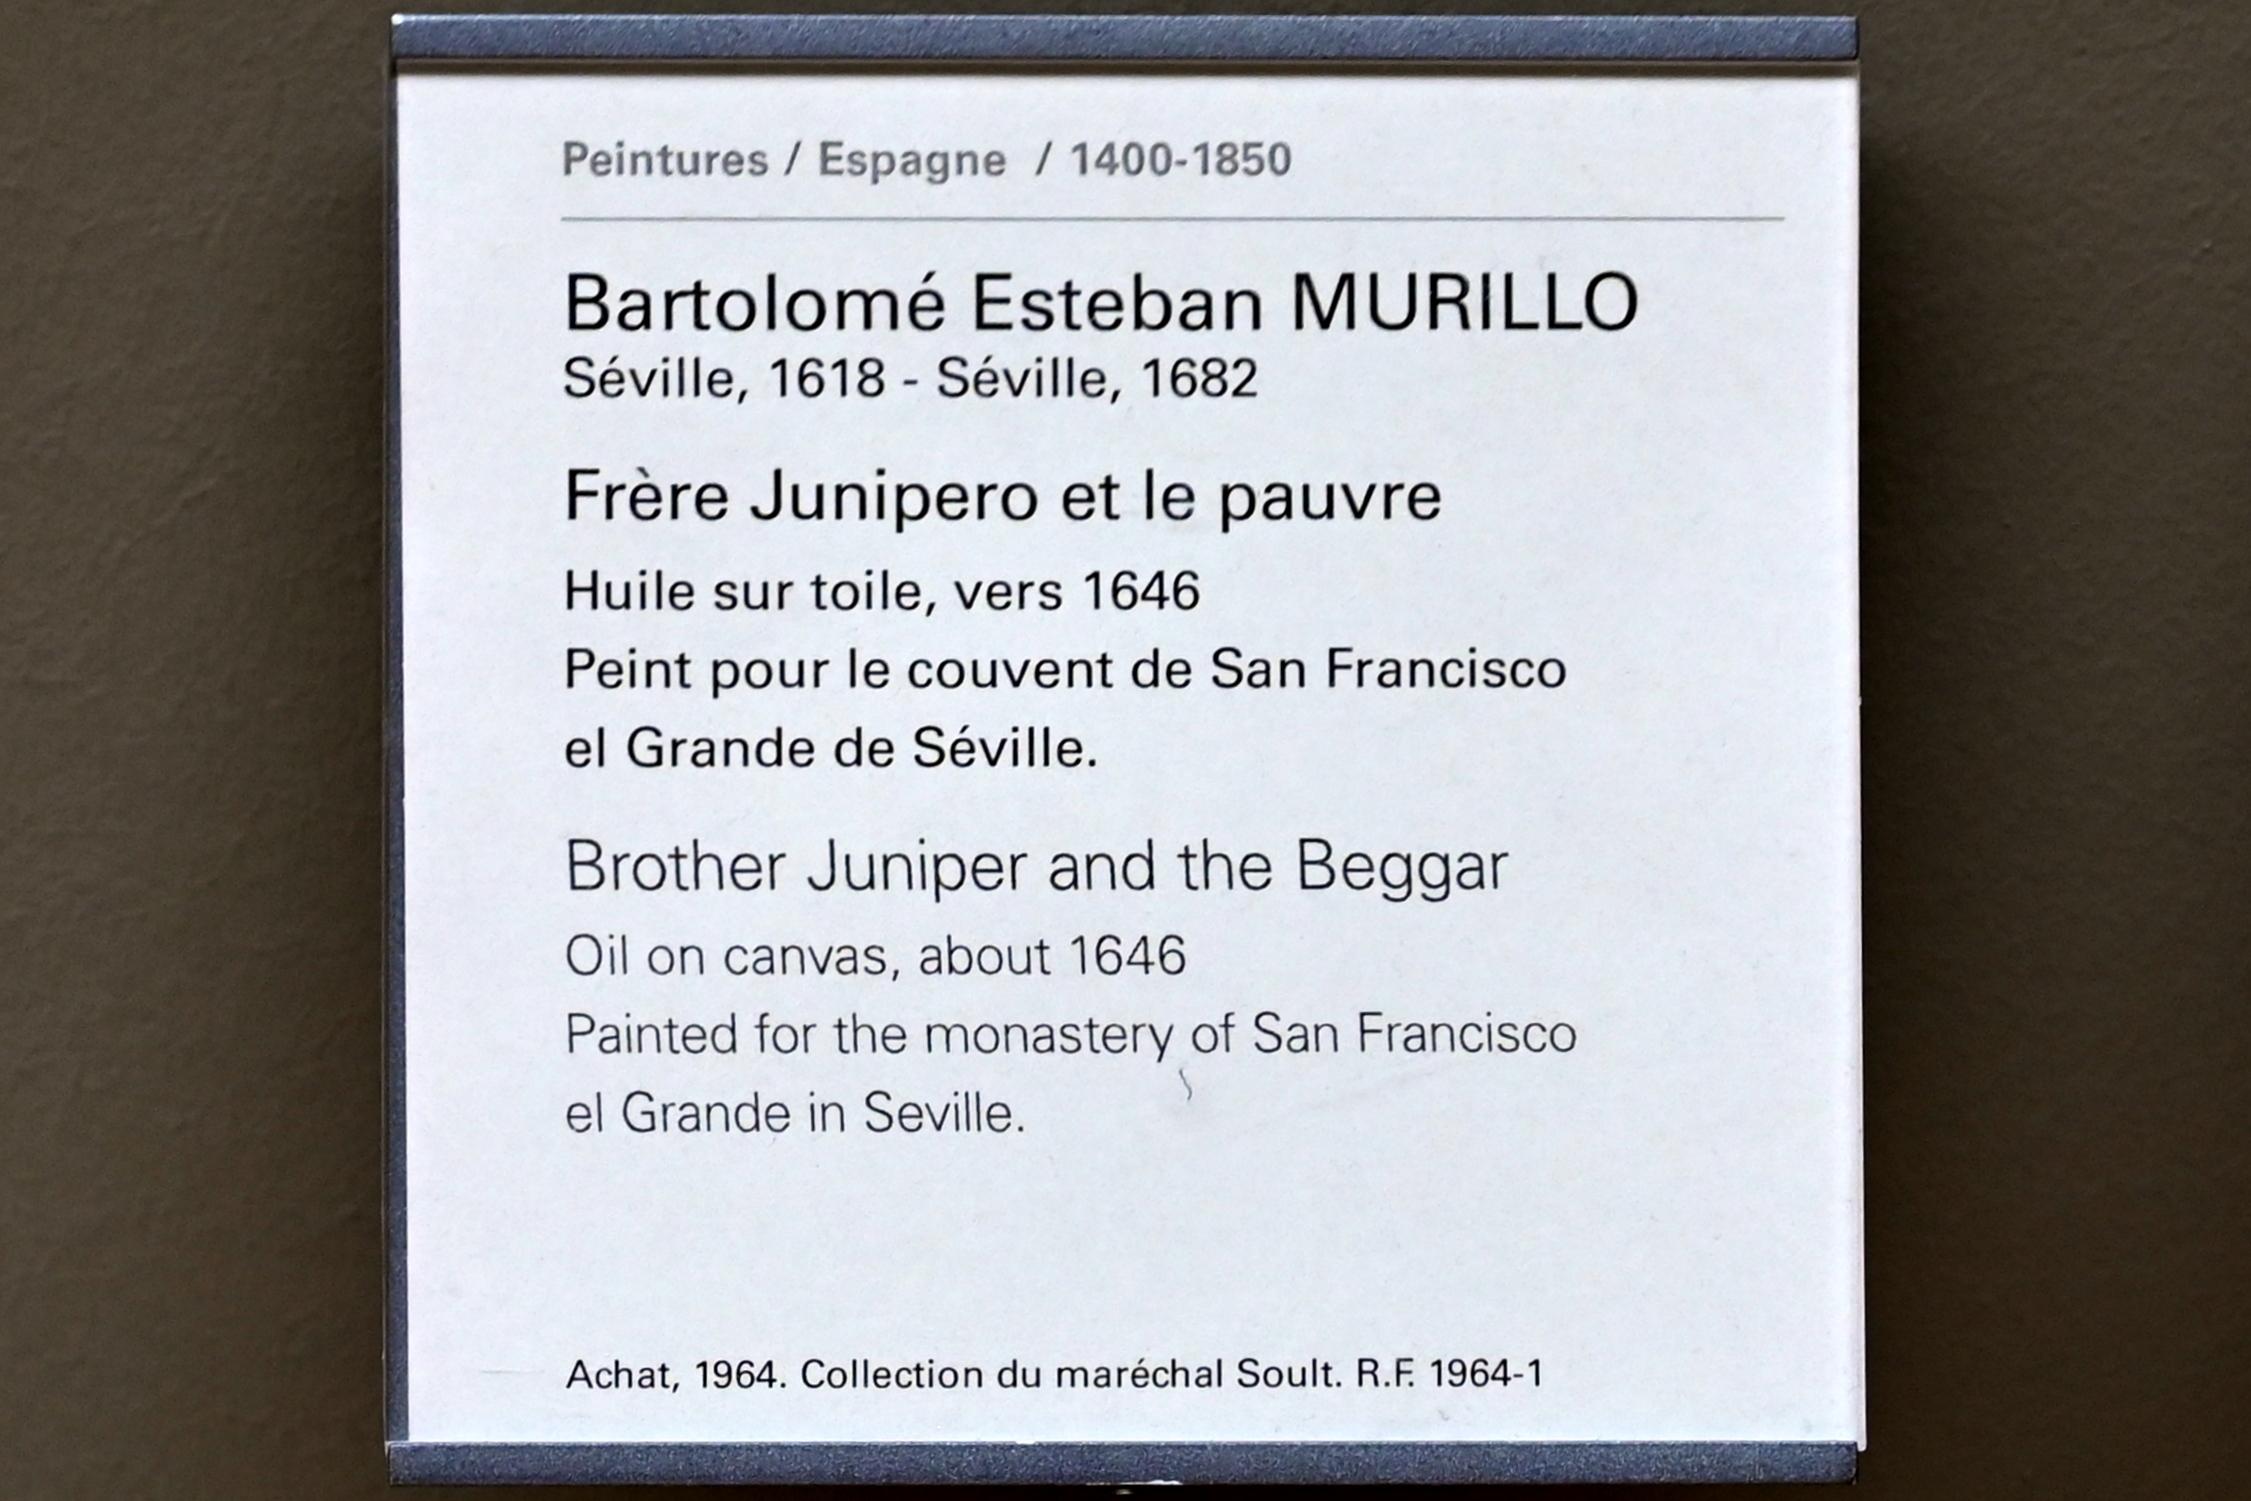 Peintures / Espagne / 1400-1850
Bartolomé Esteban MURILLO
Séville, 1618 - Séville, 1682
Frère Junipero et le pauvre
Huile sur toile, vers 1646
Peint pour le couvent de San Francisco
el Grande de Séville.
Brother Juniper and the Beggar
Oil on canvas, about 1646
Painted for the monastery of San Francisco
el Grande in Seville.
Achat, 1964. Collection du maréchal Soult. R.F. 1964-1